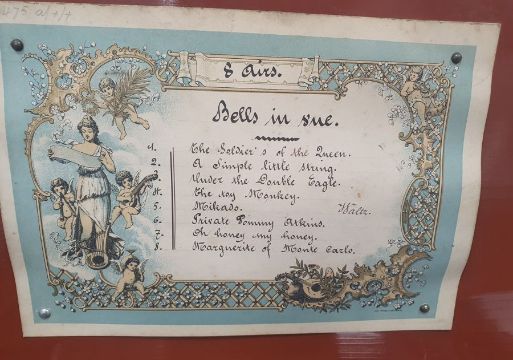 8 Airs.
Bells in vue.
1. The Soldier's of the Queen.
2. A Simple little string.
3. Under the Double Eagle.
4. The toy Monkey.
5. Mikado. Waltz.
6. Private Tommy Atkins.
7. Oh honey my honey.
8. Marguerite of Monte Carlo.